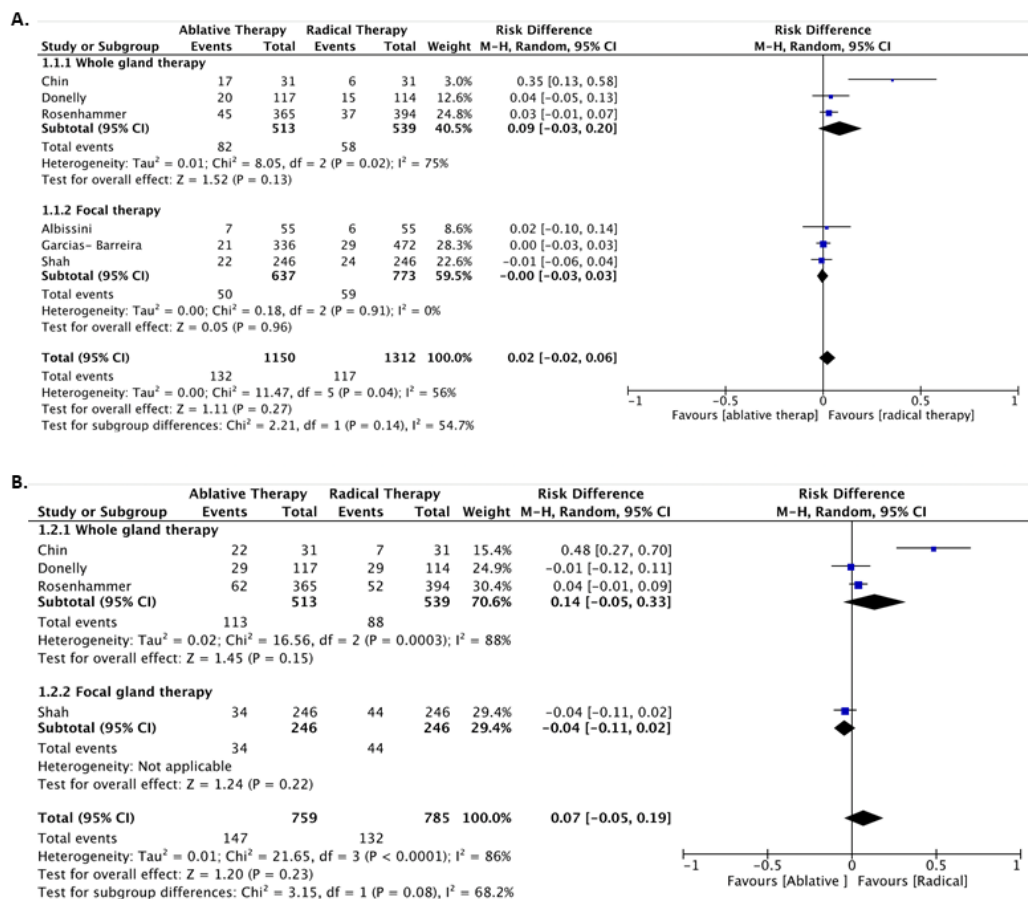 A.
Ablative Therapy Radical Therapy Risk Difference Risk Difference
Study or Subgroup Events Total Events Total Weight M-H, Random, 95% CI M-H, Random, 95% CI
1.1.1 Whole gland therapy
Chin 17 31 6 31 3.0% 0.35 [0.13, 0.58]
Donelly 20 117 15 114 12.6% 0.04 [-0.05, 0.13]
Rosenhammer 45 365 37 394 24.8% 0.03 [-0.01, 0.07]
Subtotal (95% CI) 513 539 40.5% 0.09 [-0.03, 0.20]
Total events 82 58
Heterogeneity: Tau² = 0.01; Chi² = 8.05, df = 2 (P = 0.02); I² = 75%
Test for overall effect: Z = 1.52 (P = 0.13)
1.1.2 Focal therapy
Albissini 7 55 6 55 8.6% 0.02 [-0.10, 0.14]
Garcias- Barreira 21 336 29 472 28.3% 0.00 [-0.03, 0.03]
Shah 22 246 24 246 22.6% -0.01 [-0.06, 0.04]
Subtotal (95% CI) 637 773 59.5% -0.00 [-0.03, 0.03]
Total events 50 59
Heterogeneity: Tau² = 0.00; Chi² = 0.18, df = 2 (P = 0.91); I² = 0%
Test for overall effect: Z = 0.05 (P = 0.96)
Total (95% CI) 1150 1312 100.0% 0.02 [-0.02, 0.06]
Total events 132 117
Heterogeneity: Tau² = 0.00; Chi² = 11.47, df = 5 (P = 0.04); I² = 56%
Test for overall effect: Z = 1.11 (P = 0.27)
Test for subgroup differences: Chi² = 2.21, df = 1 (P = 0.14), I² = 54.7%
-1 -0.5 0 0.5 1
Favours [ablative therap] Favours [radical therapy]
B.
Ablative Therapy Radical Therapy Risk Difference Risk Difference
Study or Subgroup Events Total Events Total Weight M-H, Random, 95% CI M-H, Random, 95% CI
1.2.1 Whole gland therapy
Chin 22 31 7 31 15.4% 0.48 [0.27, 0.70]
Donelly 29 117 29 114 24.9% -0.01 [-0.12, 0.11]
Rosenhammer 62 365 52 394 30.4% 0.04 [-0.01, 0.09]
Subtotal (95% CI) 513 539 70.6% 0.14 [-0.05, 0.33]
Total events 113 88
Heterogeneity: Tau² = 0.02; Chi² = 16.56, df = 2 (P = 0.0003); I² = 88%
Test for overall effect: Z = 1.45 (P = 0.15)
1.2.2 Focal gland therapy
Shah 34 246 44 246 29.4% -0.04 [-0.11, 0.02]
Subtotal (95% CI) 246 246 29.4% -0.04 [-0.11, 0.02]
Total events 34 44
Heterogeneity: Not applicable
Test for overall effect: Z = 1.24 (P = 0.22)
Total (95% CI) 759 785 100.0% 0.07 [-0.05, 0.19]
Total events 147 132
Heterogeneity: Tau² = 0.01; Chi² = 21.65, df = 3 (P < 0.0001); I² = 86%
Test for overall effect: Z = 1.20 (P = 0.23)
Test for subgroup differences: Chi² = 3.15, df = 1 (P = 0.08), I² = 68.2%
-1 -0.5 0 0.5 1
Favours [Ablative ] Favours [Radical]